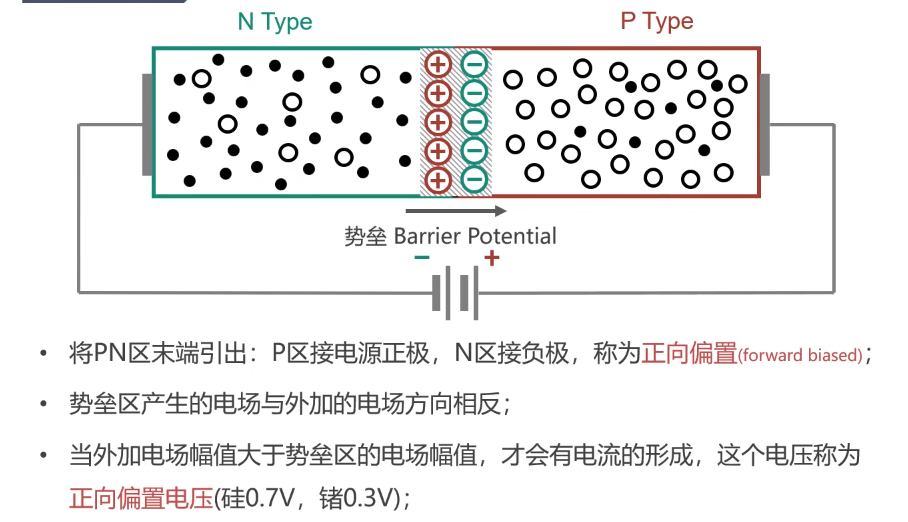 N Type
P Type
势垒 Barrier Potential
− +
• 将PN区末端引出：P区接电源正极，N区接负极，称为正向偏置(forward biased)；
• 势垒区产生的电场与外加的电场方向相反；
• 当外加电场幅值大于势垒区的电场幅值，才会有电流的形成，这个电压称为
正向偏置电压(硅0.7V，锗0.3V)；